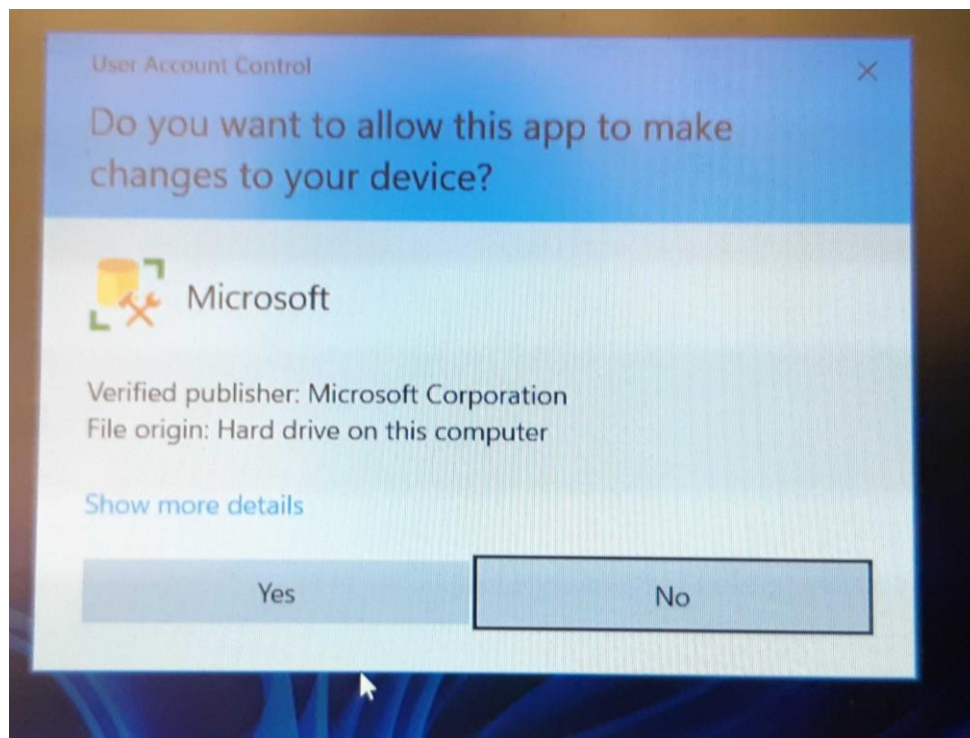 User Account Control
Do you want to allow this app to make
changes to your device?
Microsoft
Verified publisher: Microsoft Corporation
File origin: Hard drive on this computer
Show more details
Yes
No